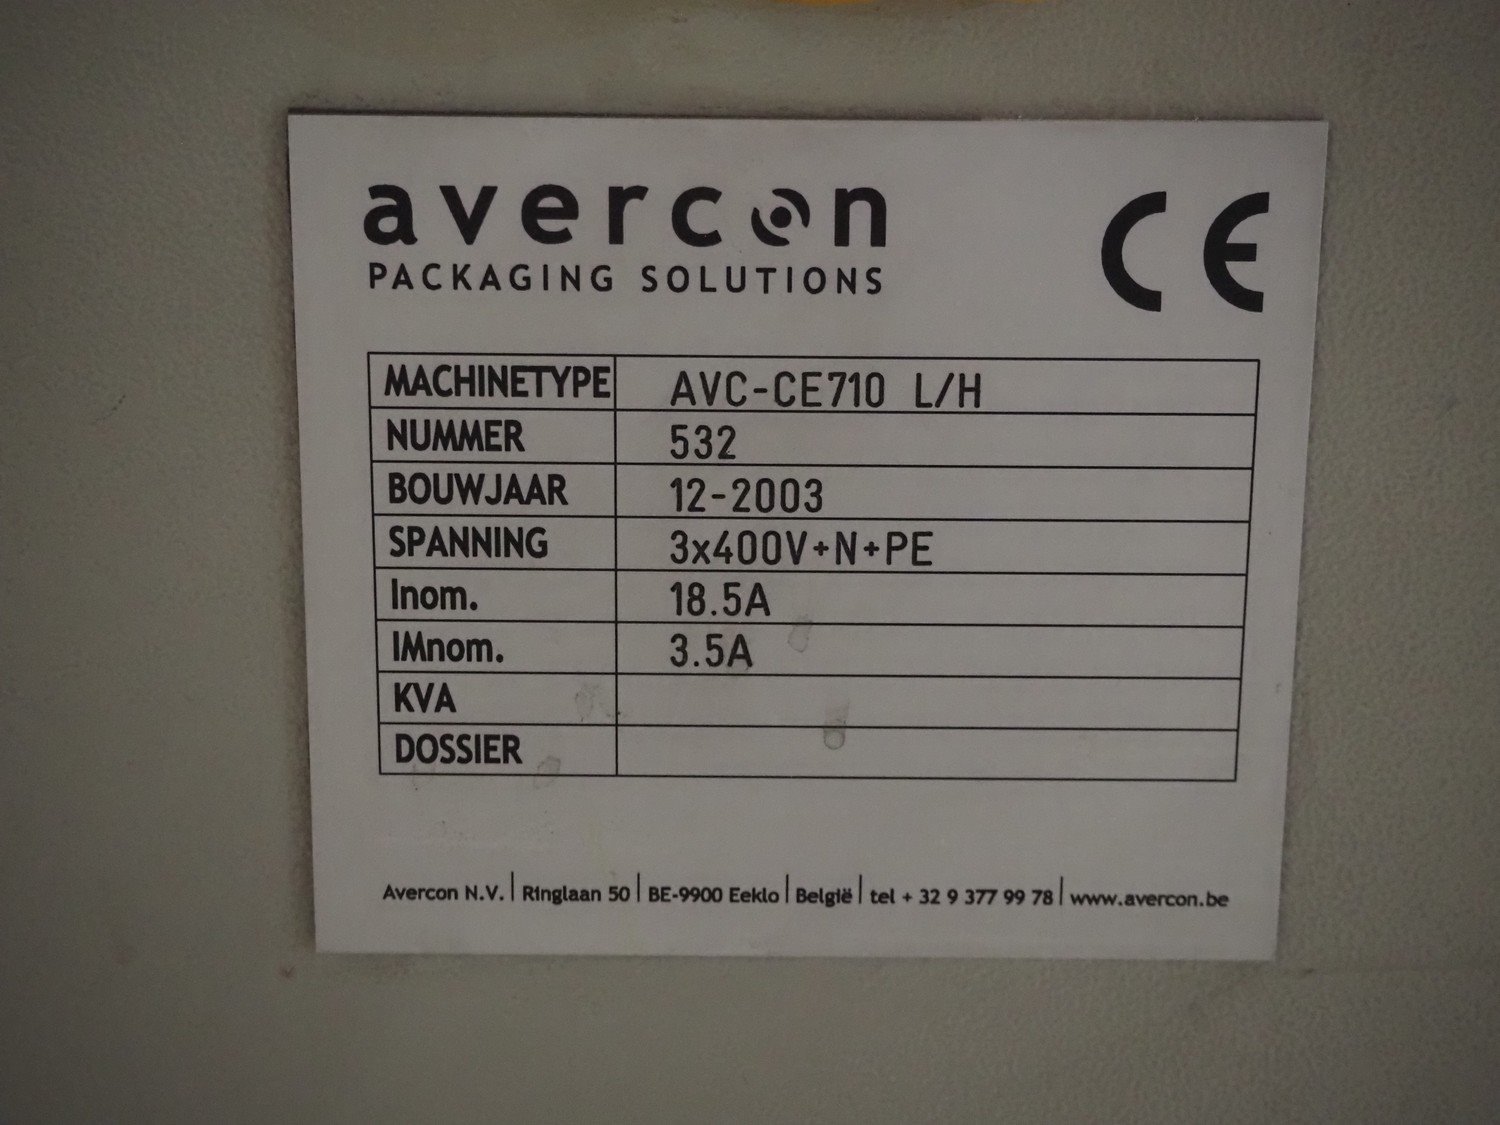 avercon
PACKAGING SOLUTIONS
CE
MACHINETYPE AVC-CE710 L/H
NUMMER 532
BOUWJAAR 12-2003
SPANNING 3x400V+N+PE
Inom. 18.5A
IMnom. 3.5A
KVA
DOSSIER
Avercon N.V. | Ringlaan 50 | BE-9900 Eeklo | België | tel + 32 9 377 99 78 | www.avercon.be